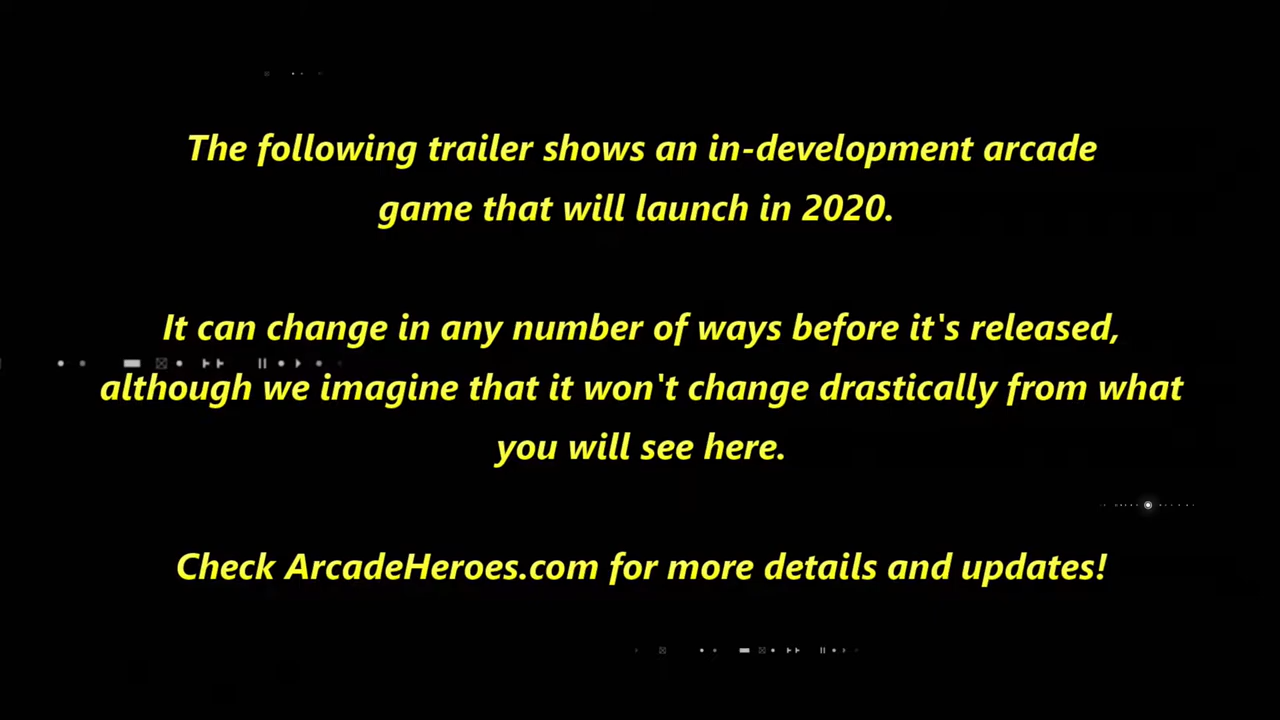 The following trailer shows an in-development arcade
game that will launch in 2020.
It can change in any number of ways before it's released,
although we imagine that it won't change drastically from what
you will see here.
Check ArcadeHeroes.com for more details and updates!